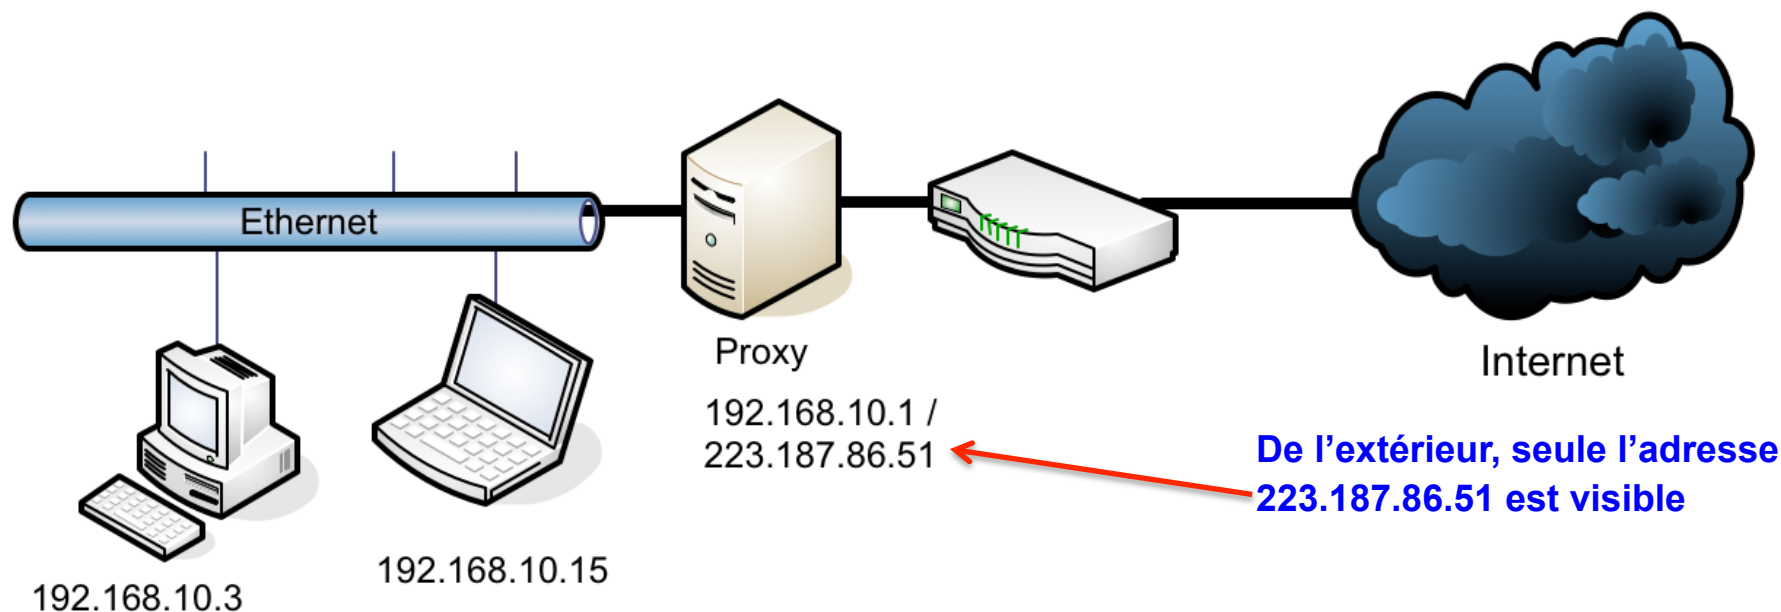 Ethernet
Proxy
192.168.10.1 /
223.187.86.51
Internet
De l’extérieur, seule l’adresse
223.187.86.51 est visible
192.168.10.15
192.168.10.3